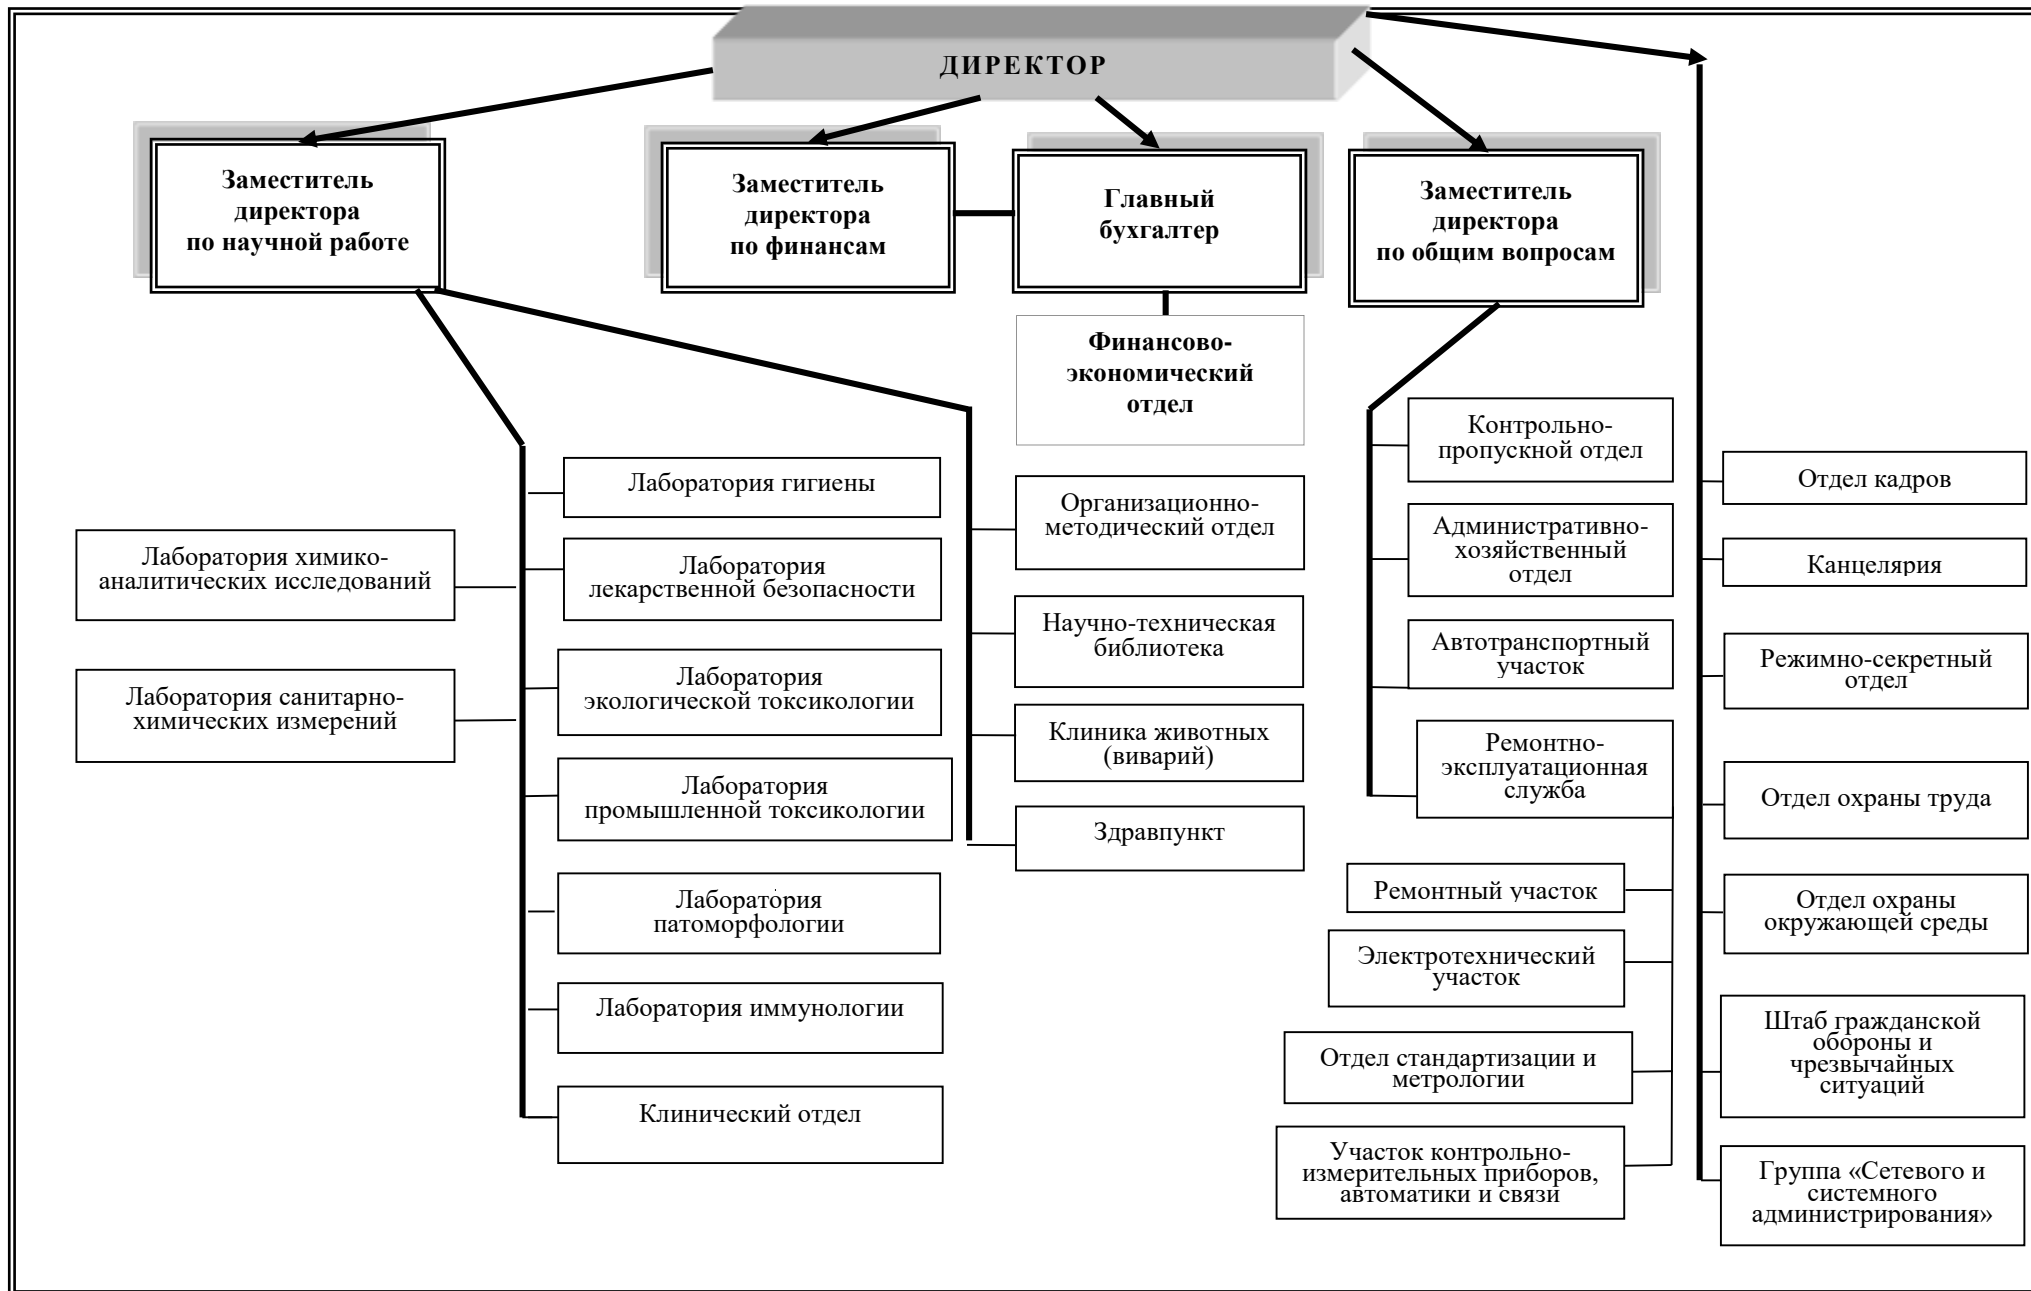 ДИРЕКТОР
Заместитель
директора
по научной работе
Заместитель
директора
по финансам
Главный
бухгалтер
Заместитель
директора
по общим вопросам
Финансово-
экономический
отдел
Лаборатория химико-
аналитических исследований
Лаборатория санитарно-
химических измерений
Лаборатория гигиены
Лаборатория
лекарственной безопасности
Лаборатория
экологической токсикологии
Лаборатория
промышленной токсикологии
Лаборатория
патоморфологии
Лаборатория иммунологии
Клинический отдел
Организационно-
методический отдел
Научно-техническая
библиотека
Клиника животных
(виварий)
Здравпункт
Контрольно-
пропускной отдел
Административно-
хозяйственный
отдел
Автотранспортный
участок
Ремонтно-
эксплуатационная
служба
Ремонтный участок
Электротехнический
участок
Отдел стандартизации и
метрологии
Участок контрольно-
измерительных приборов,
автоматики и связи
Отдел кадров
Канцелярия
Режимно-секретный
отдел
Отдел охраны труда
Отдел охраны
окружающей среды
Штаб гражданской
обороны и
чрезвычайных
ситуаций
Группа «Сетевого и
системного
администрирования»